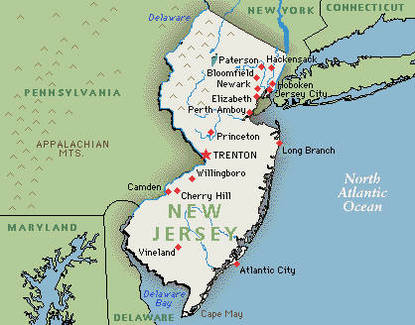 NEW YORK
CONNECTICUT
Delaware
Paterson
Hackensack
Bloomfield
Newark
Hoboken
Jersey City
Elizabeth
Perth-Amboy
PENNSYLVANIA
APPALACHIAN
MTS.
Princeton
TRENTON
Long Branch
Willingboro
Camden
Cherry Hill
North
Atlantic
Ocean
NEW
JERSEY
MARYLAND
Vineland
Atlantic City
Delaware
Bay
Cape May
DELAWARE